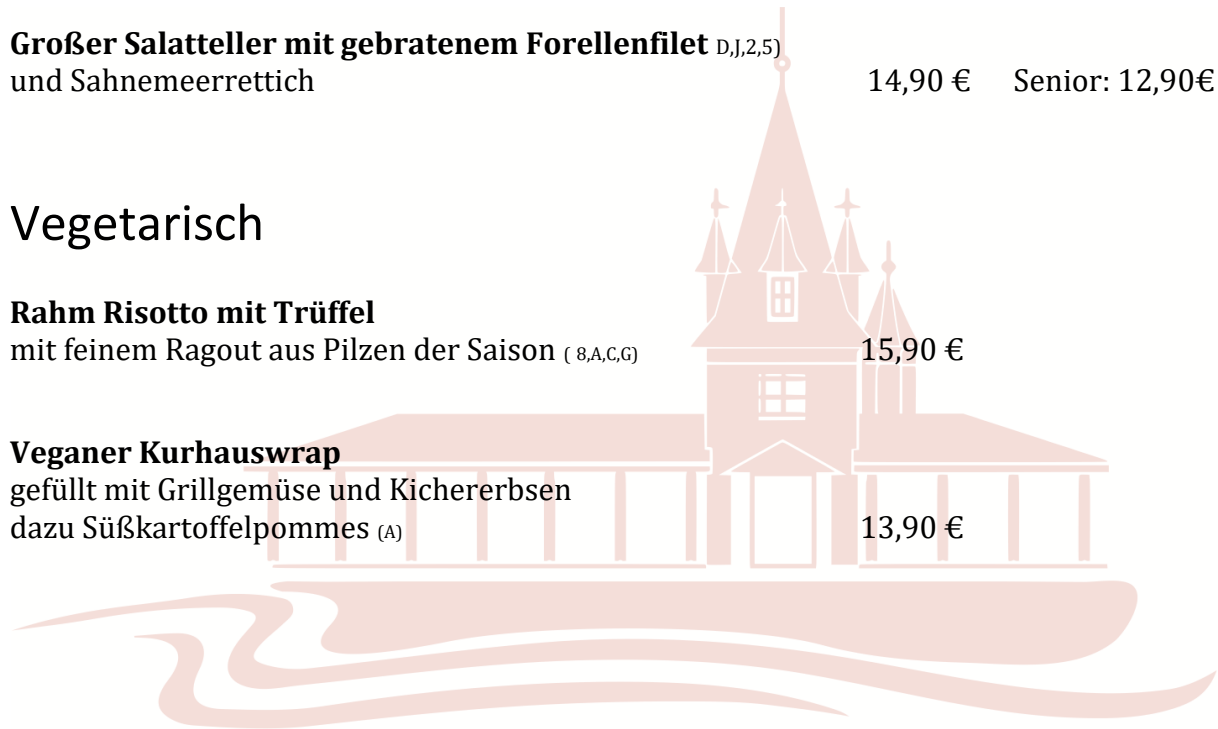 Großer Salatteller mit gebratenem Forellenfilet D,J,2,5)
und Sahnemeerrettich 14,90 € Senior: 12,90€
Vegetarisch
Rahm Risotto mit Trüffel
mit feinem Ragout aus Pilzen der Saison ( 8,A,C,G) 15,90 €
Veganer Kurhauswrap
gefüllt mit Grillgemüse und Kichererbsen
dazu Süßkartoffelpommes (A) 13,90 €